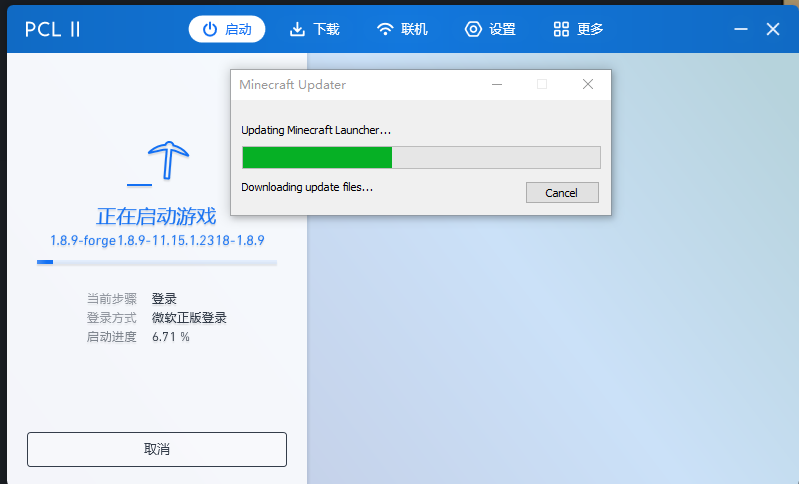 PCL II
启动
下载
联机
设置
更多
Minecraft Updater
Updating Minecraft Launcher...
Downloading update files...
Cancel
正在启动游戏
1.8.9-forge1.8.9-11.15.1.2318-1.8.9
当前步骤 登录
登录方式 微软正版登录
启动进度 6.71 %
取消